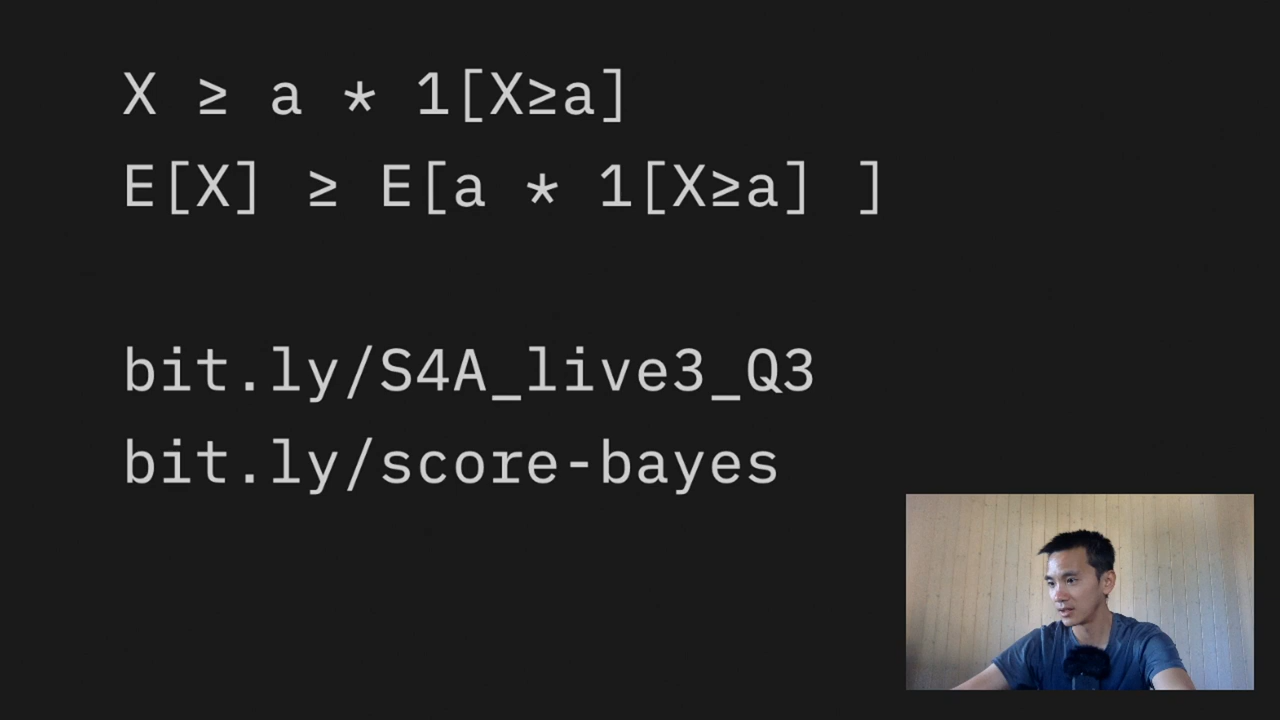 X ≥ a * 1[X≥a]
E[X] ≥ E[a * 1[X≥a] ]
bit.ly/S4A_live3_Q3
bit.ly/score-bayes